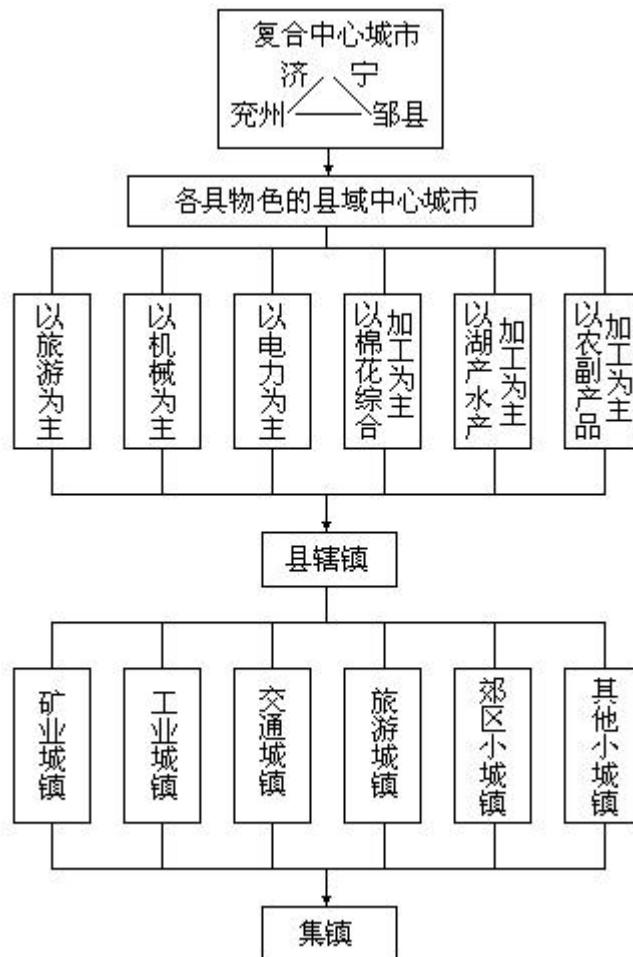 复合中心城市
济 宁
兖州 邹县
各具物色的县域中心城市
以旅游为主
以机械为主
以电力为主
以棉花综合
加工为主
以湖产水产
加工为主
以农副产品
加工为主
县辖镇
矿业城镇
工业城镇
交通城镇
旅游城镇
郊区小城镇
其他小城镇
集镇